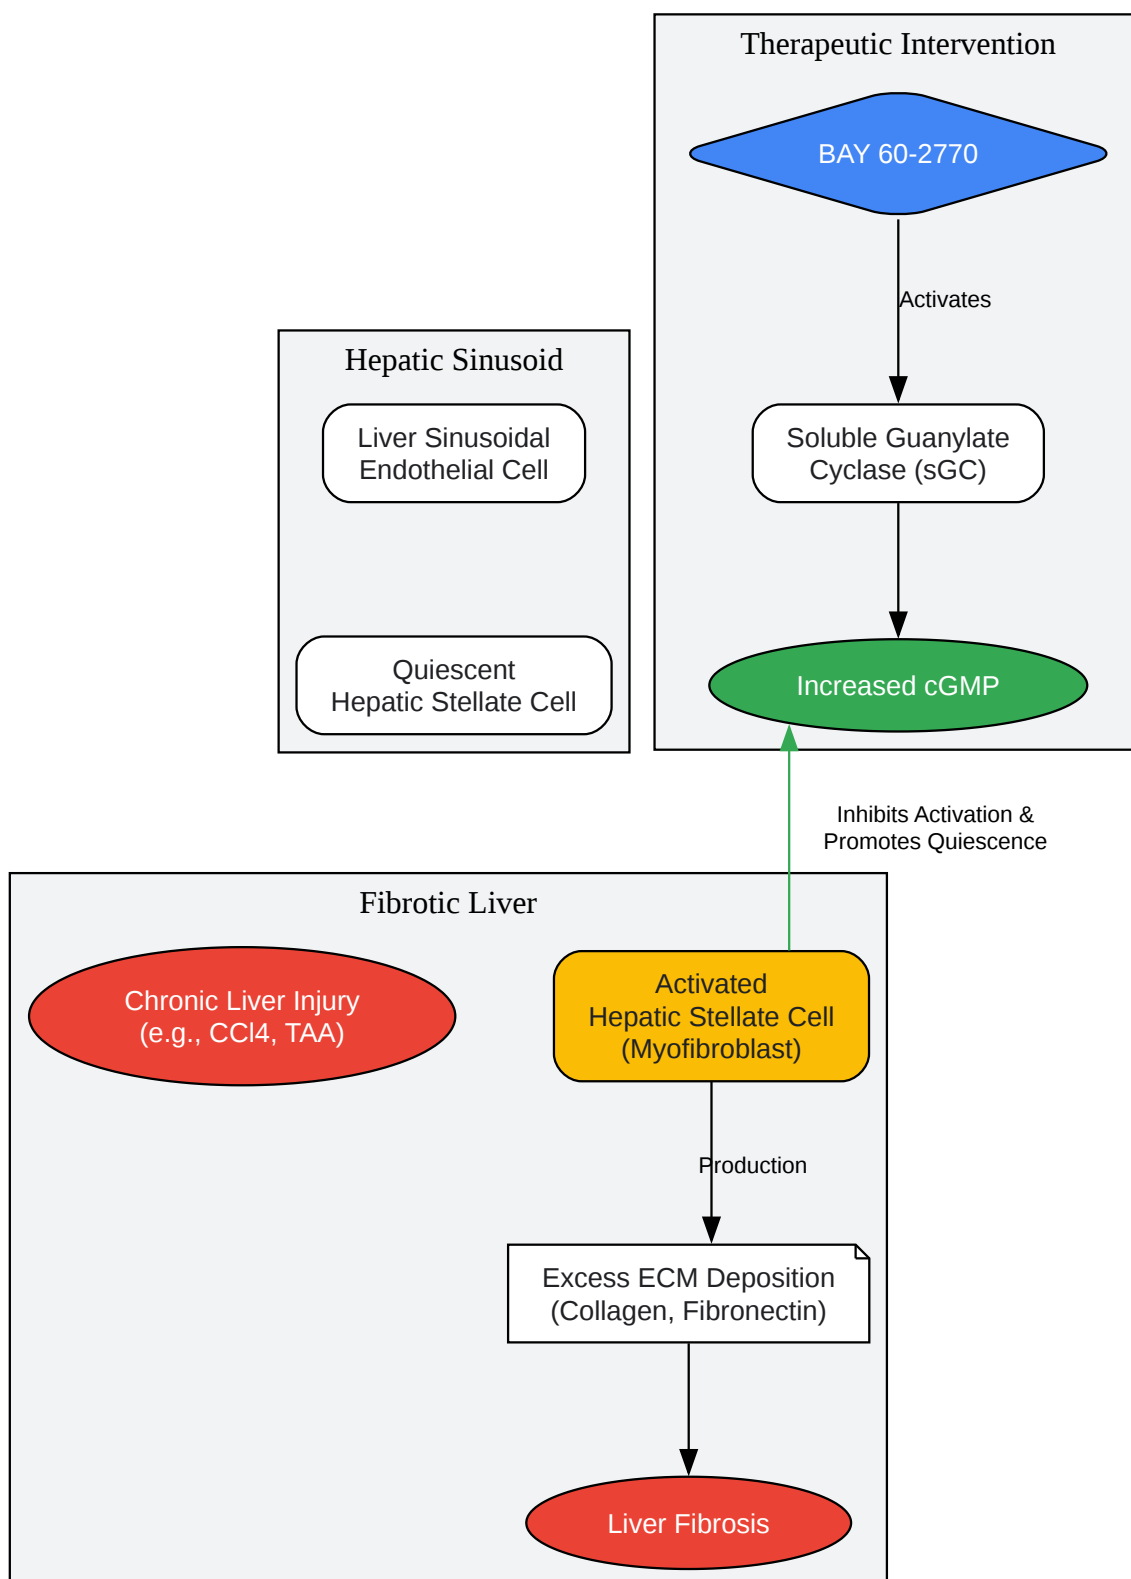 Therapeutic Intervention
BAY 60-2770
Activates
Hepatic Sinusoid
Liver Sinusoidal
Endothelial Cell
Soluble Guanylate
Cyclase (sGC)
Quiescent
Hepatic Stellate Cell
Increased cGMP
Inhibits Activation &
Promotes Quiescence
Fibrotic Liver
Chronic Liver Injury
(e.g., CCl4, TAA)
Activated
Hepatic Stellate Cell
(Myofibroblast)
Production
Excess ECM Deposition
(Collagen, Fibronectin)
Liver Fibrosis